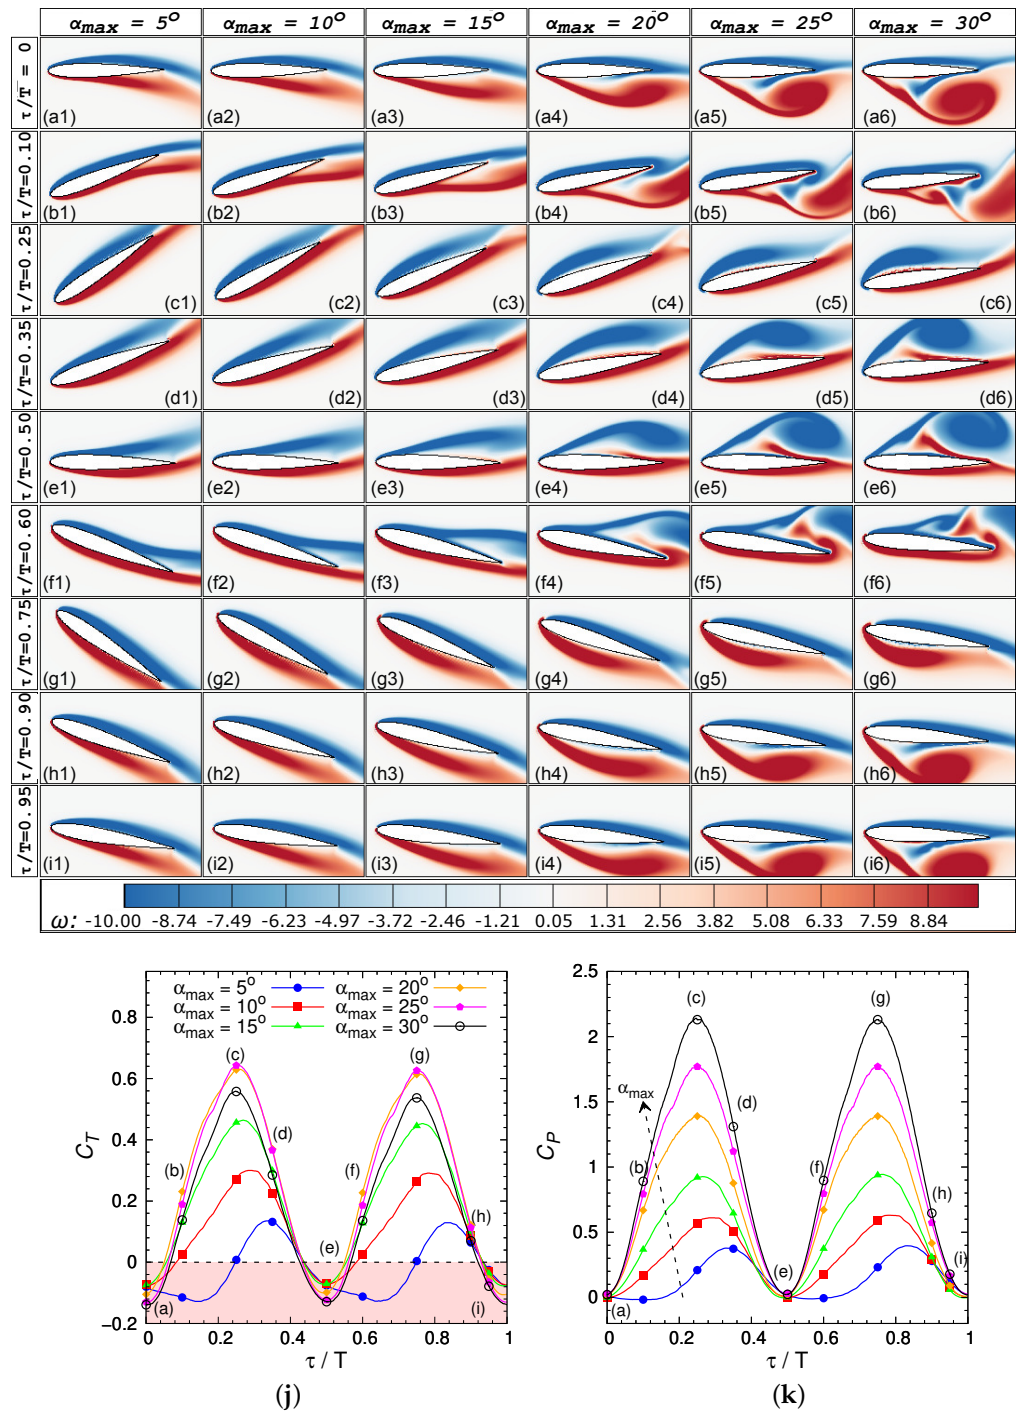 αmax = 5° αmax = 10° αmax = 15° αmax = 20° αmax = 25° αmax = 30°
τ/T = 0
(a1) (a2) (a3) (a4) (a5) (a6)
τ/T=0.10
(b1) (b2) (b3) (b4) (b5) (b6)
τ/T=0.25
(c1) (c2) (c3) (c4) (c5) (c6)
τ/T=0.35
(d1) (d2) (d3) (d4) (d5) (d6)
τ/T=0.50
(e1) (e2) (e3) (e4) (e5) (e6)
τ/T=0.60
(f1) (f2) (f3) (f4) (f5) (f6)
τ/T=0.75
(g1) (g2) (g3) (g4) (g5) (g6)
τ/T=0.90
(h1) (h2) (h3) (h4) (h5) (h6)
τ/T=0.95
(i1) (i2) (i3) (i4) (i5) (i6)
ω: -10.00 -8.74 -7.49 -6.23 -4.97 -3.72 -2.46 -1.21 0.05 1.31 2.56 3.82 5.08 6.33 7.59 8.84
αmax = 5° αmax = 20°
αmax = 10° αmax = 25°
αmax = 15° αmax = 30°
0.8
0.6
0.4
0.2
0
−0.2
CT
(a)
(b)
(c)
(d)
(e)
(f)
(g)
(h)
(i)
0 0.2 0.4 0.6 0.8 1
τ / T
(j)
2.5
2
1.5
1
0.5
0
CP
αmax
(a)
(b)
(c)
(d)
(e)
(f)
(g)
(h)
(i)
0 0.2 0.4 0.6 0.8 1
τ / T
(k)